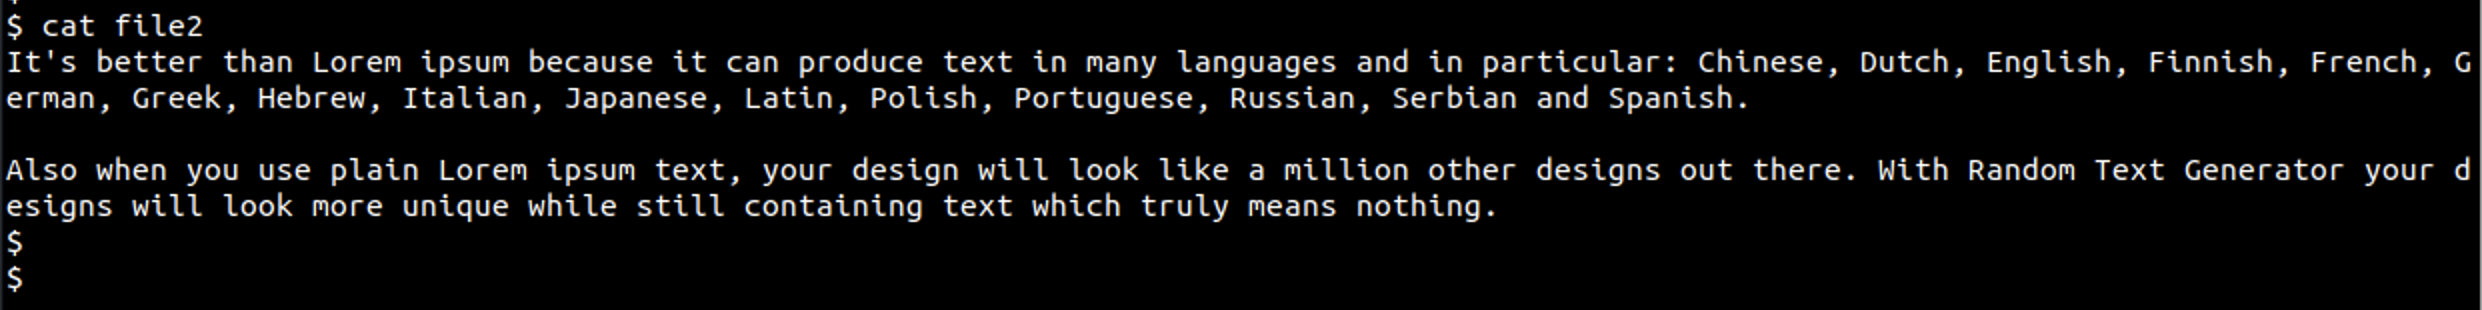 $ cat file2
It's better than Lorem ipsum because it can produce text in many languages and in particular: Chinese, Dutch, English, Finnish, French, G
erman, Greek, Hebrew, Italian, Japanese, Latin, Polish, Portuguese, Russian, Serbian and Spanish.

Also when you use plain Lorem ipsum text, your design will look like a million other designs out there. With Random Text Generator your d
esigns will look more unique while still containing text which truly means nothing.
$
$